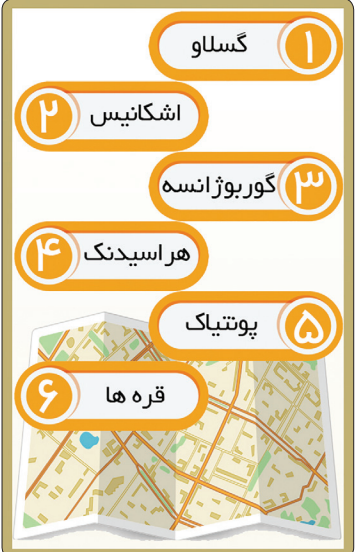 ۱ گسلاو
۲ اشکانیس
۳ گوربوژانسه
۴ هراسیدنک
۵ پونتیاک
۶ قره ها